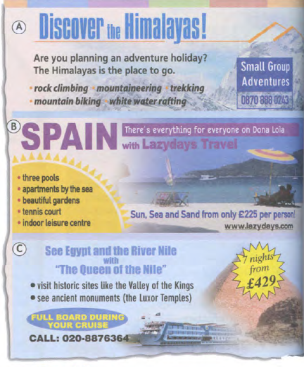 A
Discover the Himalayas!
Are you planning an adventure holiday?
The Himalayas is the place to go.
• rock climbing • mountaineering • trekking
• mountain biking • white water rafting
Small Group
Adventures
0870 888 0243
B
SPAIN
There's everything for everyone on Dona Lola
with Lazydays Travel
• three pools
• apartments by the sea
• beautiful gardens
• tennis court
• indoor leisure centre
Sun, Sea and Sand from only £225 per person
www.lazydays.com
C
See Egypt and the River Nile
with
"The Queen of the Nile"
• visit historic sites like the Valley of the Kings
• see ancient monuments (the Luxor Temples)
7 nights
from
£429
FULL BOARD DURING
YOUR CRUISE
CALL: 020-8876364